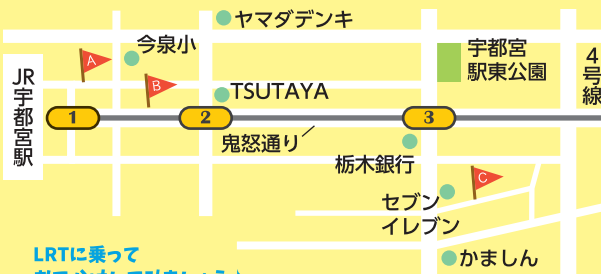 ヤマダデンキ
今泉小
A
JR宇都宮駅
B
TSUTAYA
宇都宮
駅東公園
4号線
1
2
3
鬼怒通り
栃木銀行
C
セブン
イレブン
かましん
LRTに乗って